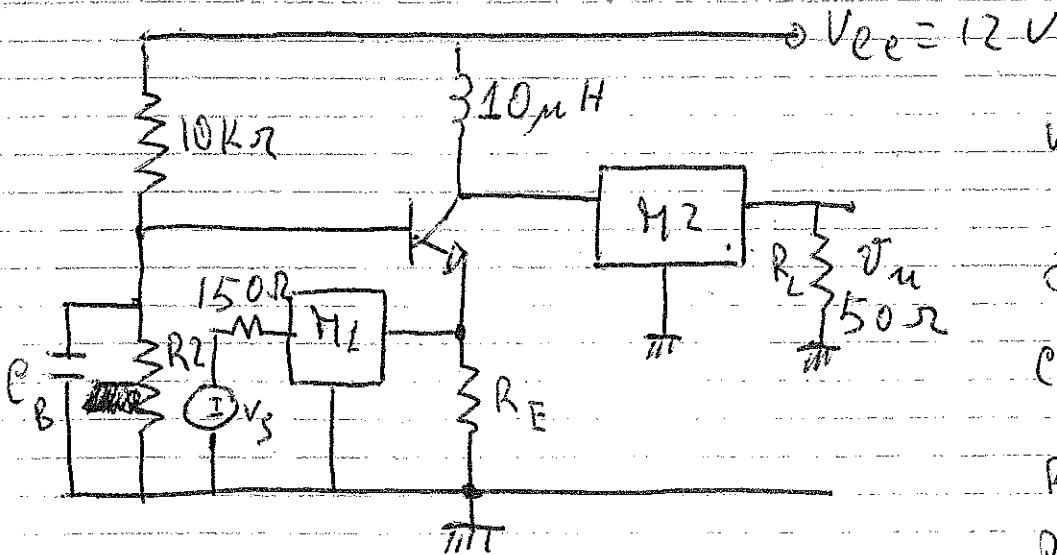 Vcc = 12 V
10KΩ
10μH
M2
150Ω
M1
R2
CB
Vs
RE
RL
vu
50Ω